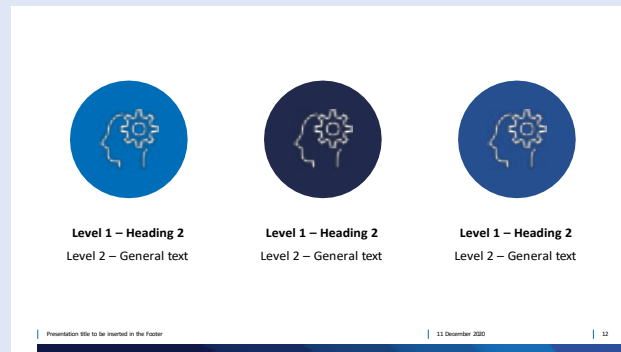 Level 1 – Heading 2 Level 1 – Heading 2 Level 1 – Heading 2
Level 2 – General text Level 2 – General text Level 2 – General text
Presentation title to be inserted in the Footer 11 December 2020 12